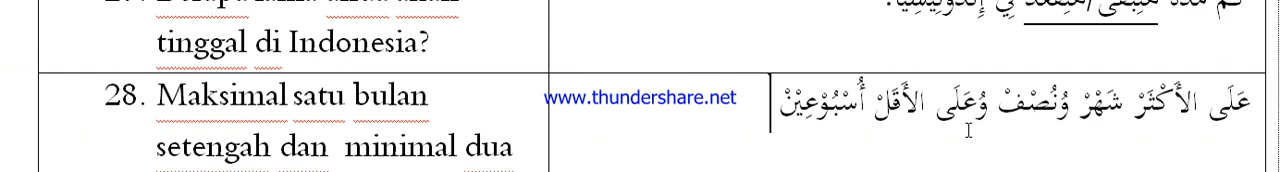 tinggal di Indonesia?
28. Maksimal satu bulan
setengah dan minimal dua
www.thundershare.net
عَلَى الأَكْثَرْ شَهْرْ وُنُصْفْ وُعَلَى الأَقَلْ أُسْبُوْعِيْنْ